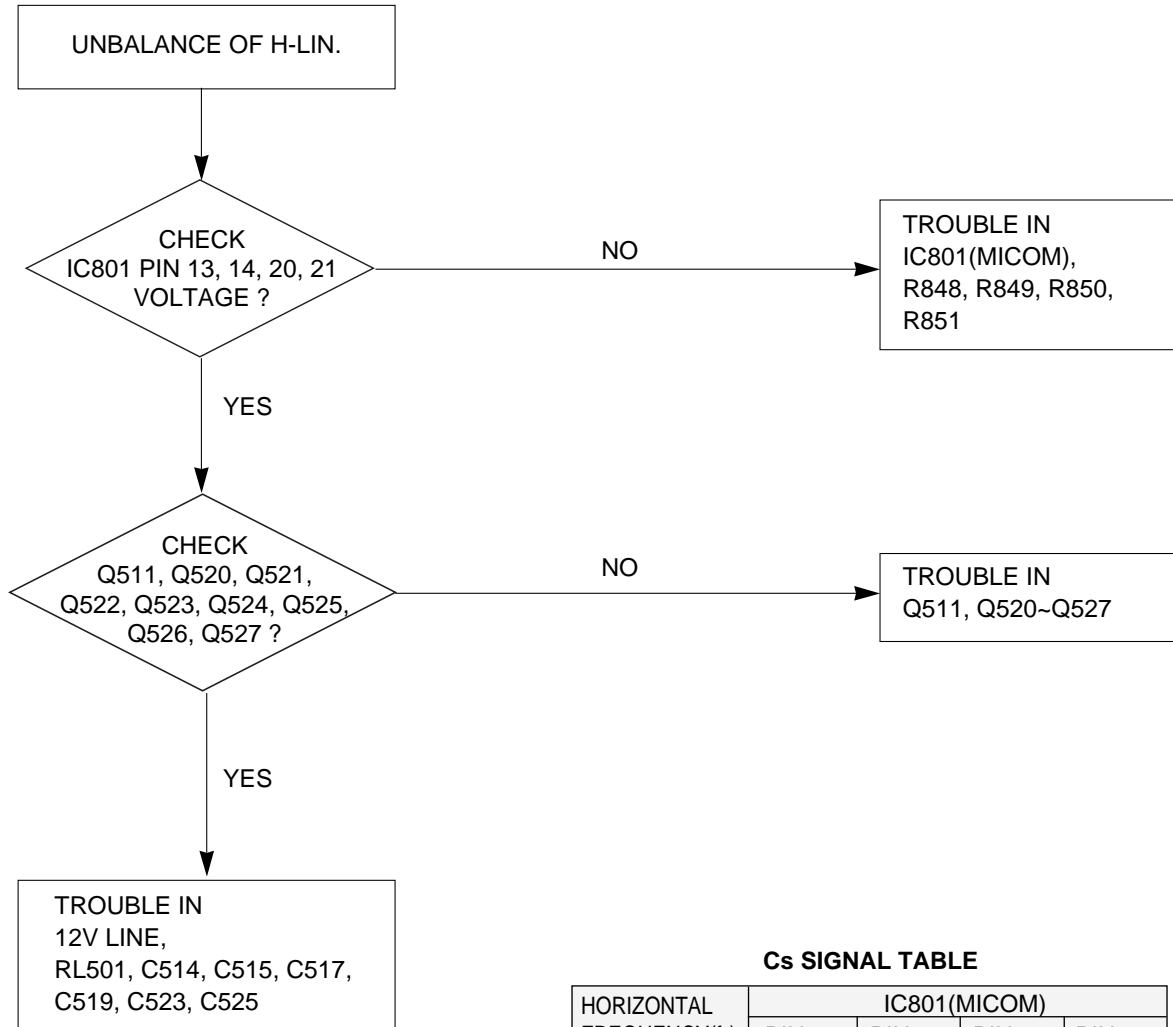 UNBALANCE OF H-LIN.
CHECK
IC801 PIN 13, 14, 20, 21
VOLTAGE ?
NO
TROUBLE IN
IC801(MICOM),
R848, R849, R850,
R851
YES
CHECK
Q511, Q520, Q521,
Q522, Q523, Q524, Q525,
Q526, Q527 ?
NO
TROUBLE IN
Q511, Q520~Q527
YES
TROUBLE IN
12V LINE,
RL501, C514, C515, C517,
C519, C523, C525
Cs SIGNAL TABLE
HORIZONTAL
IC801(MICOM)